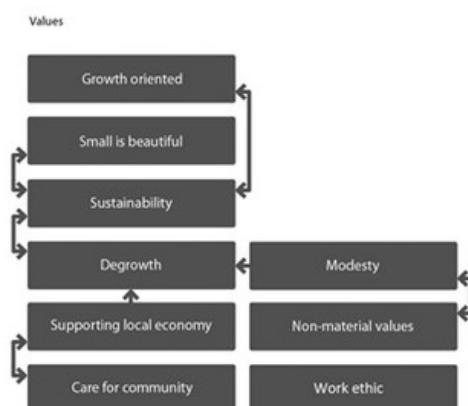 Values
Growth oriented
Small is beautiful
Sustainability
Degrowth
Modesty
Supporting local economy
Non-material values
Care for community
Work ethic